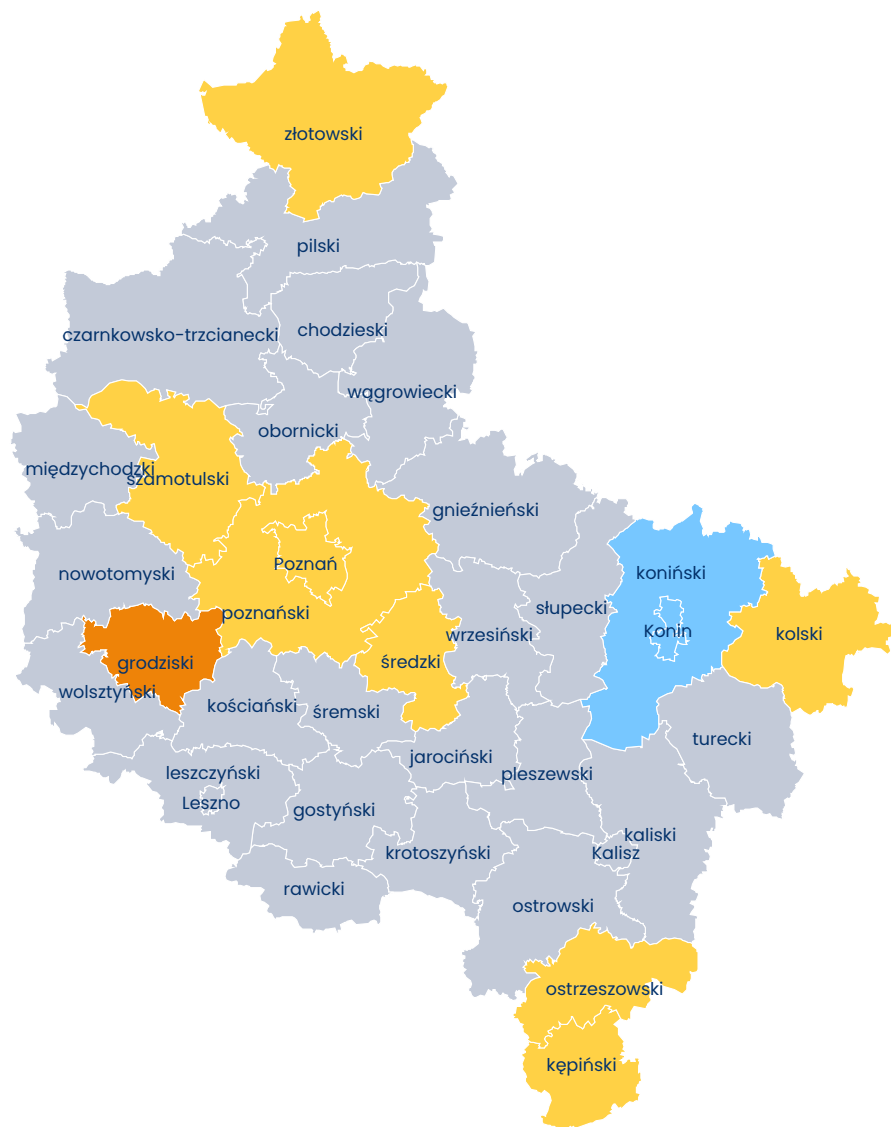 złotowski
pilski
czarnkowsko-trzcianecki
chodzieski
wągrowiecki
obornicki
międzychodzki
szamotulski
gnieźnieński
nowotomyski
Poznań
koniński
poznański
słupecki
wrzesiński
Konin
kolski
grodziski
średzki
wolsztyński
kościański
śremski
turecki
jarociński
leszczyński
pleszewski
Leszno
gostyński
kaliski
krotoszyński
Kalisz
rawicki
ostrowski
ostrzeszowski
kępiński